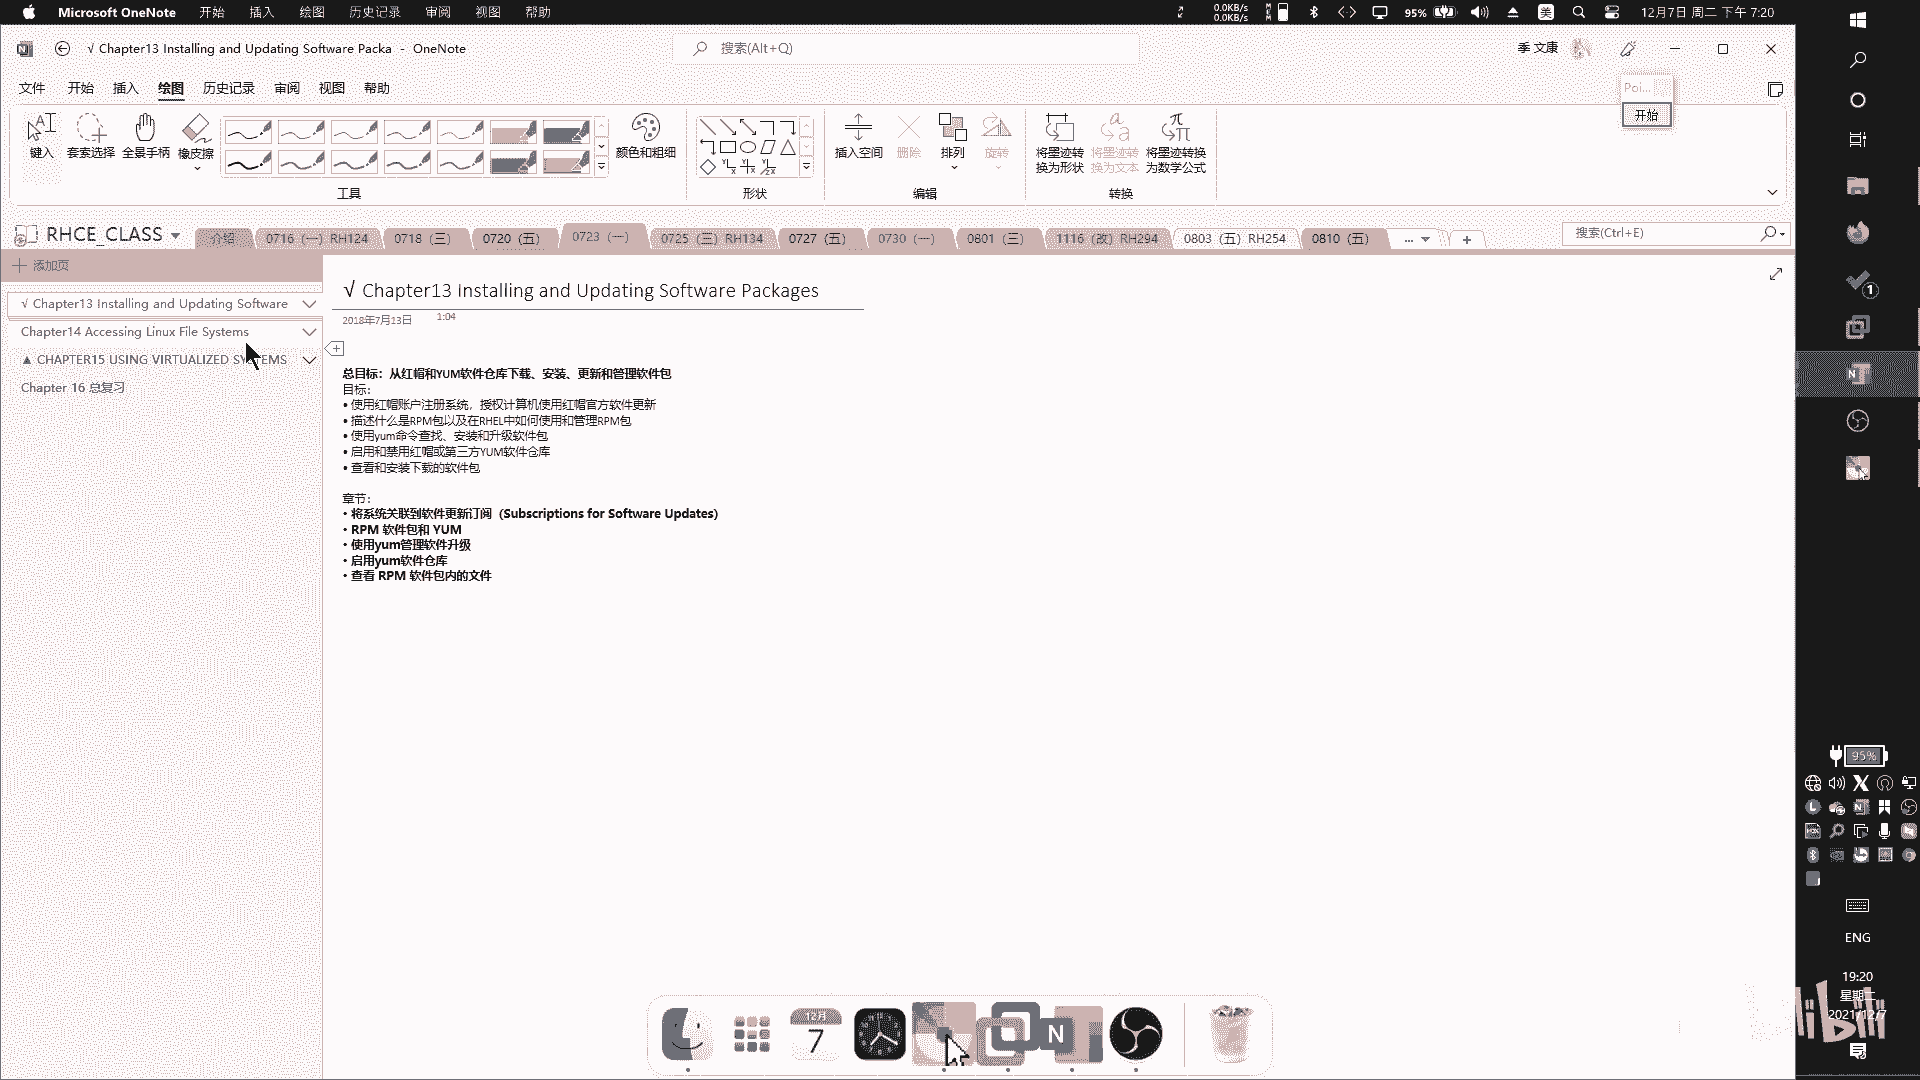 Microsoft OneNote 开始 插入 绘图 历史记录 审阅 视图 帮助 0.0KB/s 0.0KB/s 95% 美 12月7日 周二 下午 7:20
√ Chapter13 Installing and Updating Software Packa - OneNote 搜索(Alt+Q) 季 文康
文件 开始 插入 绘图 历史记录 审阅 视图 帮助
Poi...
开始
键入 套索选择 全景手柄 橡皮擦 颜色和粗细 插入空间 删除 排列 旋转 将墨迹转换为形状 将墨迹转换为文本 将墨迹转换为数学公式
工具 形状 编辑 转换
RHCE_CLASS 介绍 0716 (一) RH124 0718 (三) 0720 (五) 0723 (一) 0725 (三) RH134 0727 (五) 0730 (一) 0801 (三) 1116 (改) RH294 0803 (五) RH254 0810 (五) ... 搜索(Ctrl+E)
添加页
√ Chapter13 Installing and Updating Software
Chapter14 Accessing Linux File Systems
▲ CHAPTER15 USING VIRTUALIZED SYSTEMS
Chapter 16 总复习
√ Chapter13 Installing and Updating Software Packages
2018年7月13日 1:04
总目标：从红帽和YUM软件仓库下载、安装、更新和管理软件包
目标：
• 使用红帽账户注册系统，授权计算机使用红帽官方软件更新
• 描述什么是RPM包以及在RHEL中如何使用和管理RPM包
• 使用yum命令查找、安装和升级软件包
• 启用和禁用红帽或第三方YUM软件仓库
• 查看和安装下载的软件包
章节：
• 将系统关联到软件更新订阅（Subscriptions for Software Updates）
• RPM 软件包和 YUM
• 使用yum管理软件升级
• 启用yum软件仓库
• 查看 RPM 软件包内的文件
1
95%
ENG
19:20
星期二
2021/12/7
12月
7
N